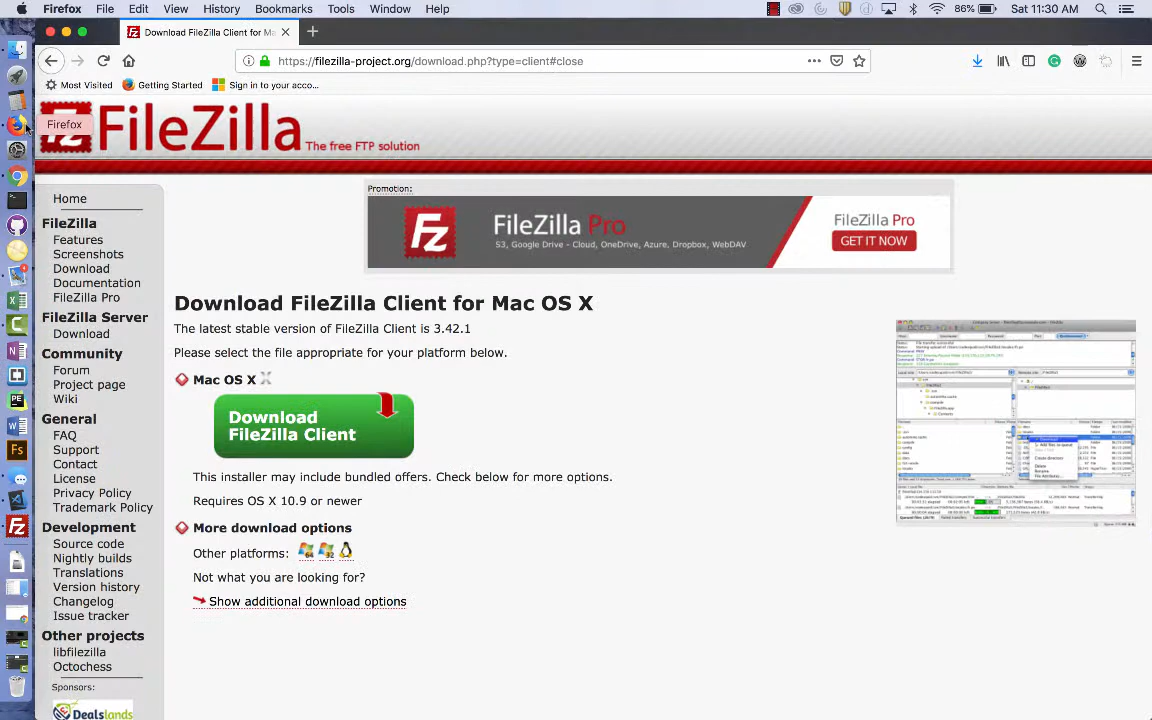 Firefox File Edit View History Bookmarks Tools Window Help
86% Sat 11:30 AM
Download FileZilla Client for Ma
https://filezilla-project.org/download.php?type=client#close
Most Visited Getting Started Sign in to your acco...
Firefox
FileZilla The free FTP solution
Promotion:
Fz FileZilla Pro
S3, Google Drive - Cloud, OneDrive, Azure, Dropbox, WebDAV
FileZilla Pro
GET IT NOW
Home
FileZilla
Features
Screenshots
Download
Documentation
FileZilla Pro
FileZilla Server
Download
Community
Forum
Project page
Wiki
General
FAQ
Support
Contact
License
Privacy Policy
Trademark Policy
Development
Source code
Nightly builds
Translations
Version history
Changelog
Issue tracker
Other projects
libfilezilla
Octochess
Sponsors:
Dealslands
Download FileZilla Client for Mac OS X
The latest stable version of FileZilla Client is 3.42.1
Please select the file appropriate for your platform below.
Mac OS X
Download
FileZilla Client
This installer may include bundled offers. Check below for more options.
Requires OS X 10.9 or newer
More download options
Other platforms: 64 32
Not what you are looking for?
Show additional download options